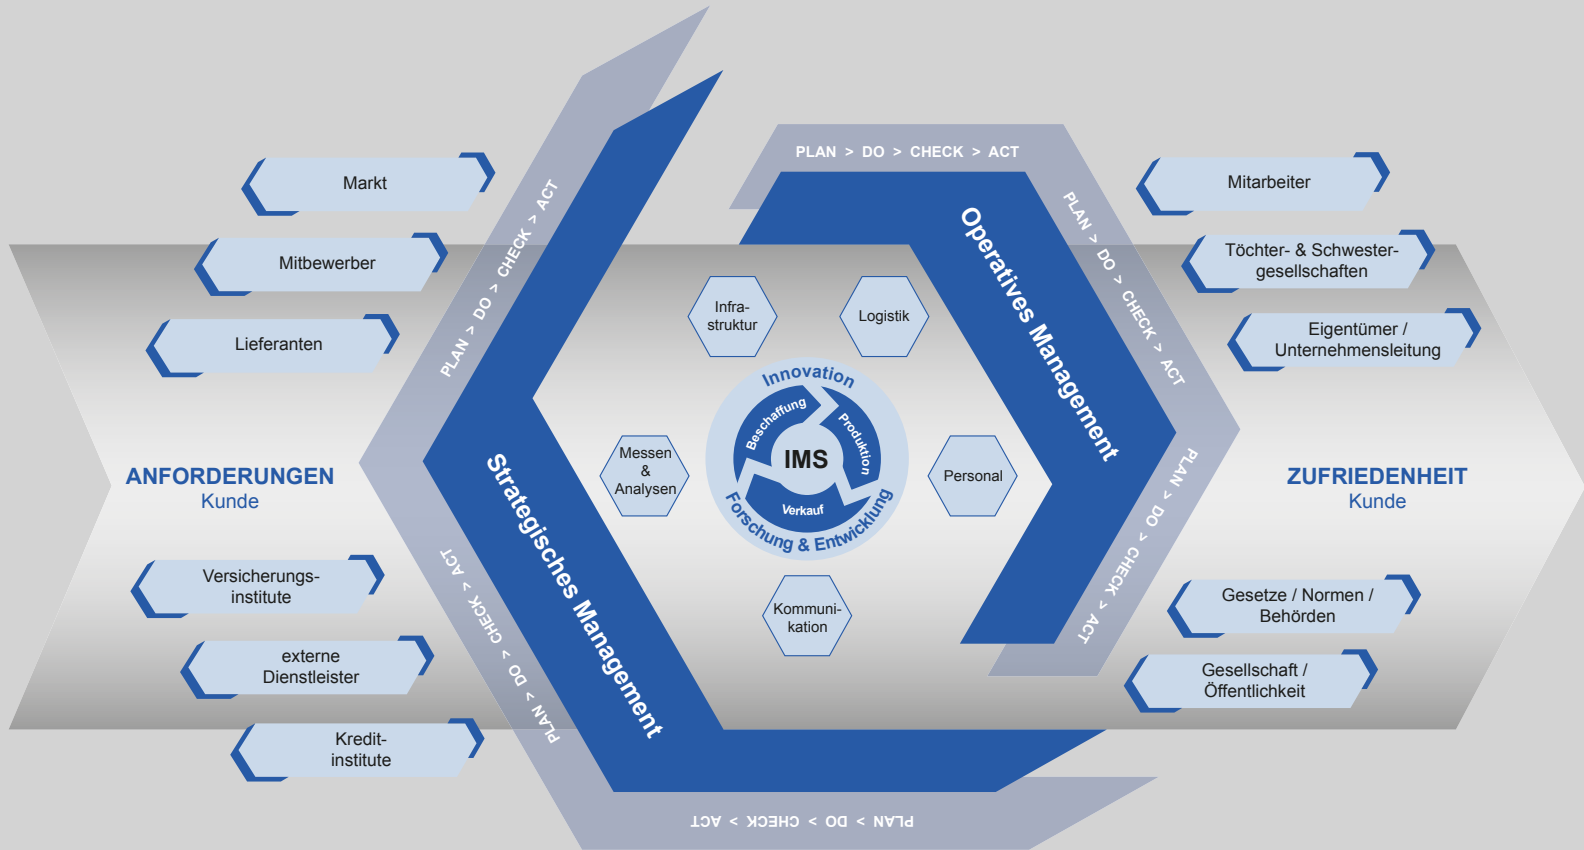 PLAN > DO > CHECK > ACT
PLAN > DO > CHECK > ACT
PLAN > DO > CHECK > ACT
PLAN > DO > CHECK > ACT
PLAN > DO > CHECK > ACT
PLAN > DO > CHECK > ACT
Markt
Mitbewerber
Lieferanten
ANFORDERUNGEN
Kunde
Versicherungs-
institute
externe
Dienstleister
Kredit-
institute
Strategisches Management
Operatives Management
Infra-
struktur
Logistik
Messen
&
Analysen
Innovation
Beschaffung
Produktion
IMS
Verkauf
Forschung & Entwicklung
Personal
Kommuni-
kation
Mitarbeiter
Töchter- & Schwester-
gesellschaften
Eigentümer /
Unternehmensleitung
ZUFRIEDENHEIT
Kunde
Gesetze / Normen /
Behörden
Gesellschaft /
Öffentlichkeit